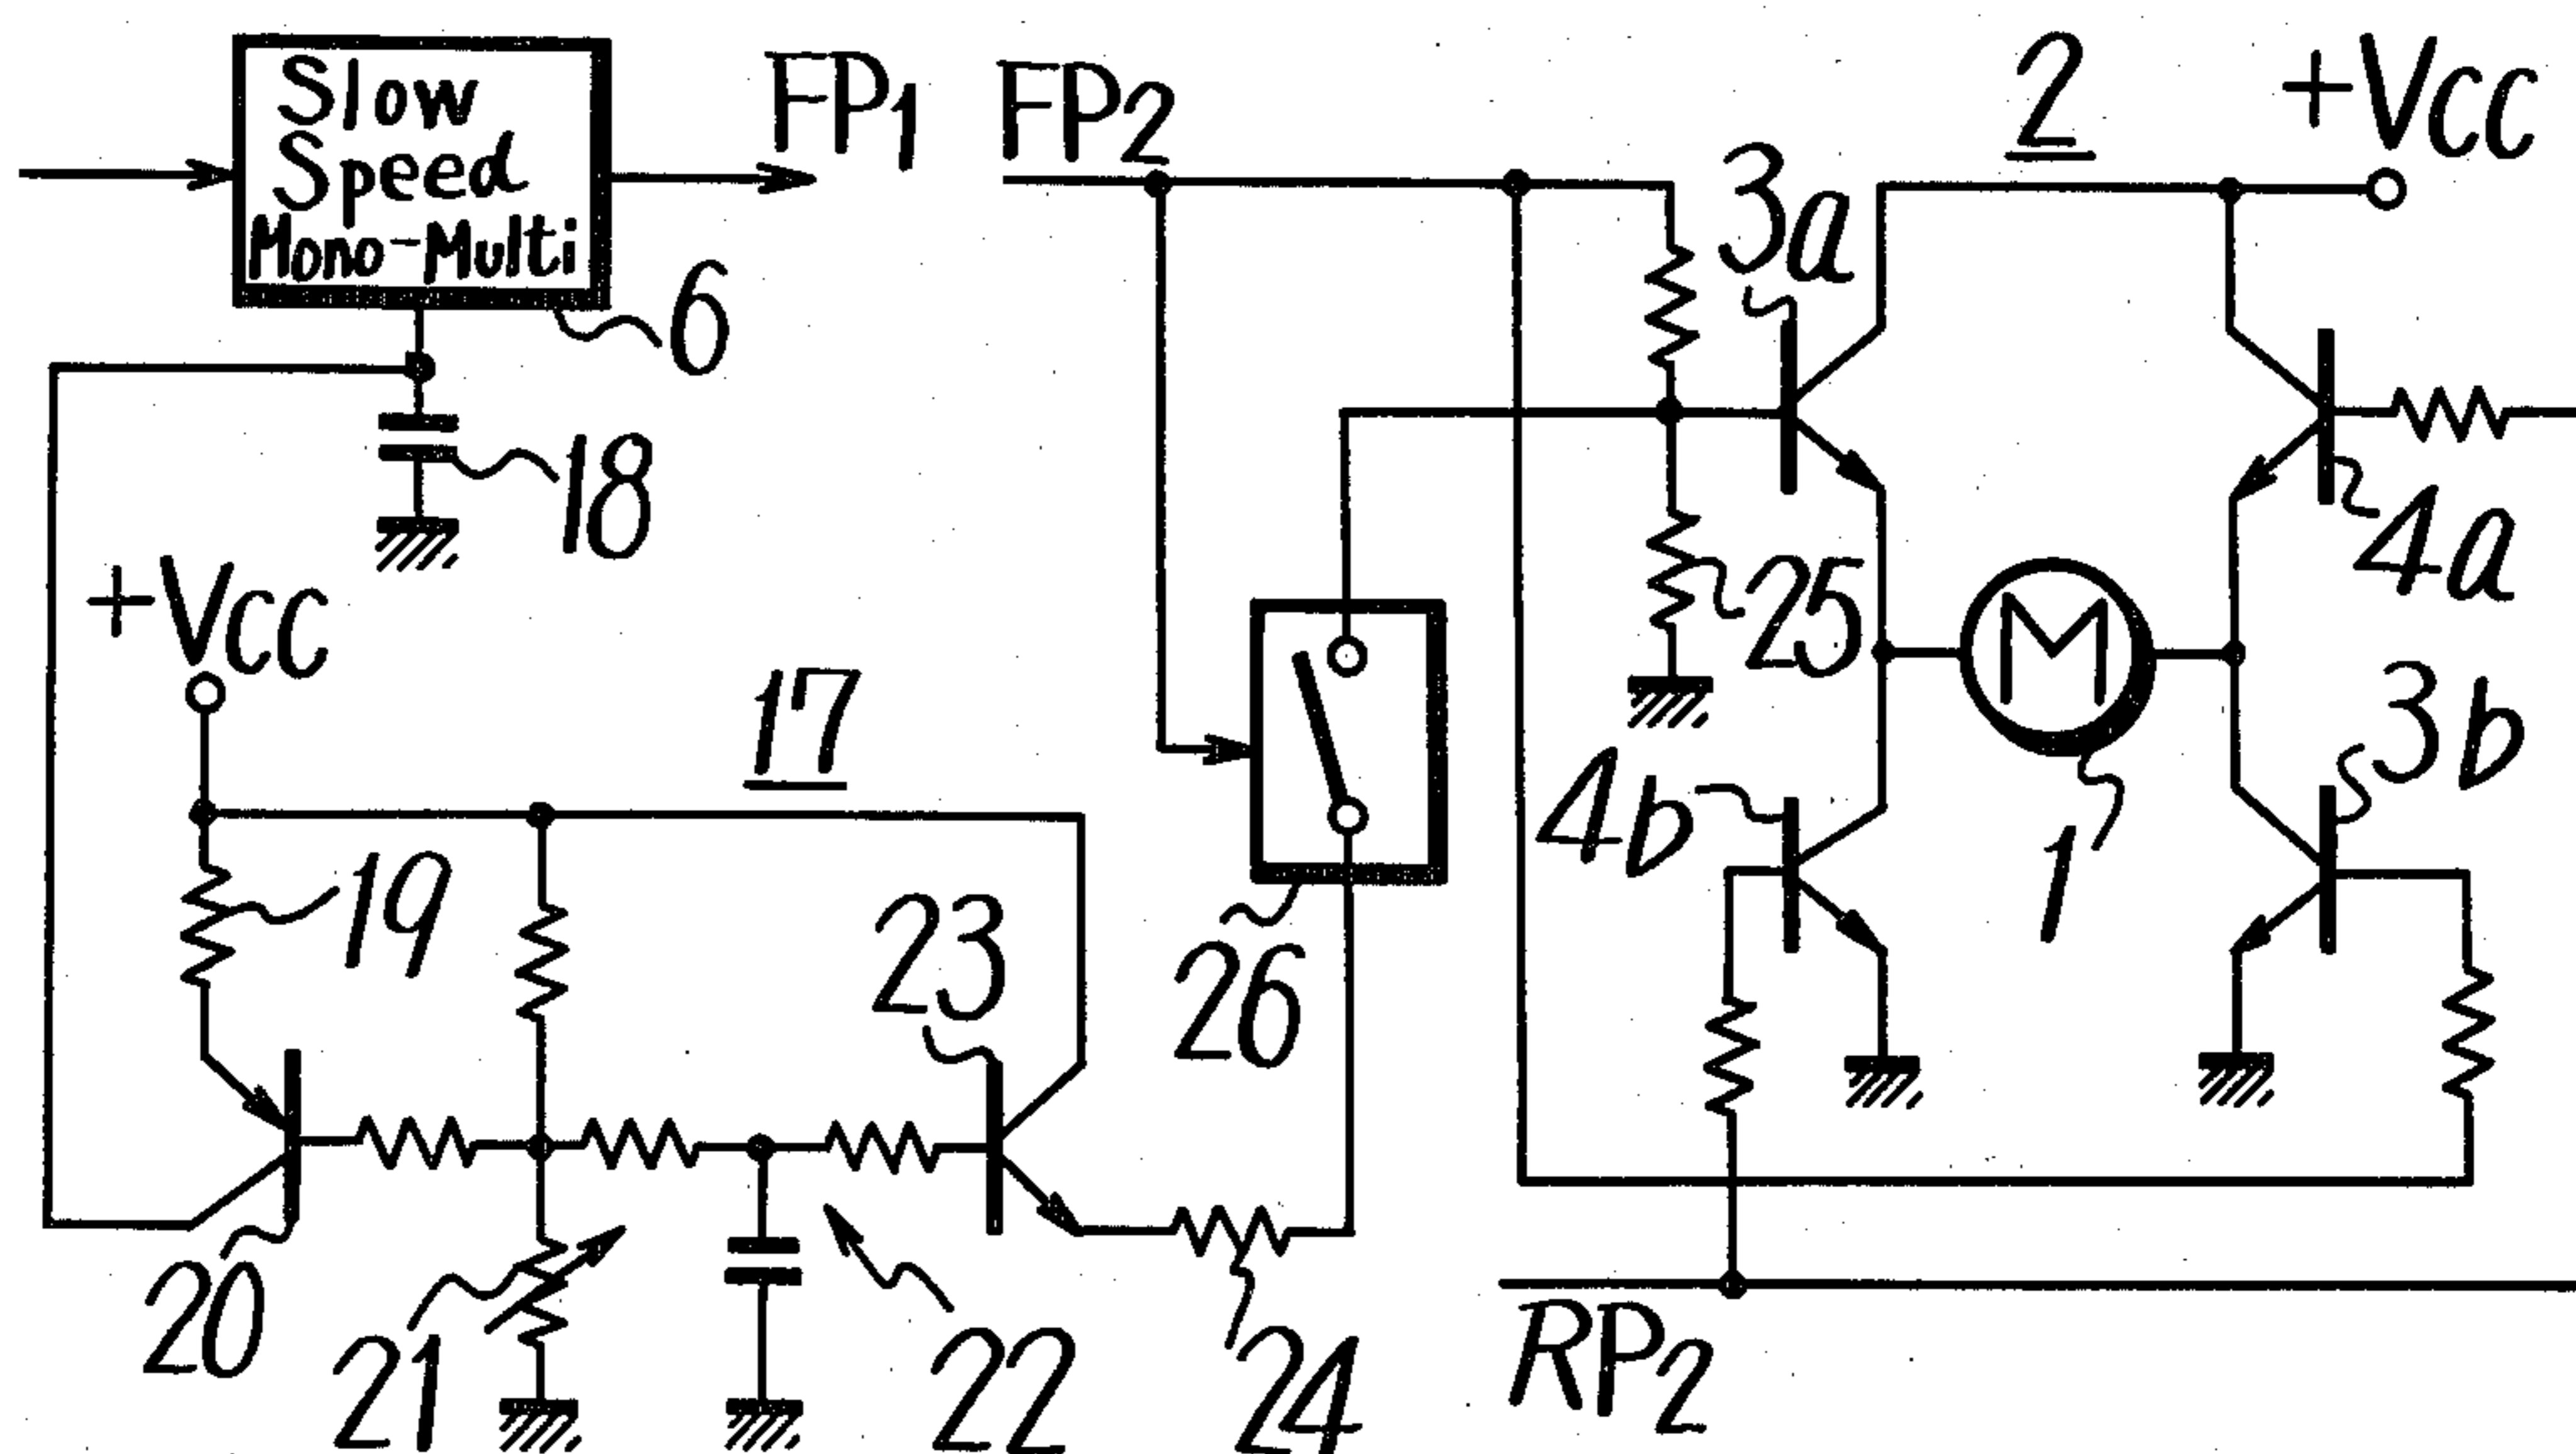 Slow
Speed
Mono-Multi
FP1
FP2
2
+Vcc
3a
6
18
4a
25
+Vcc
17
M
3b
4b
1
19
23
26
20
21
22
24
RP2